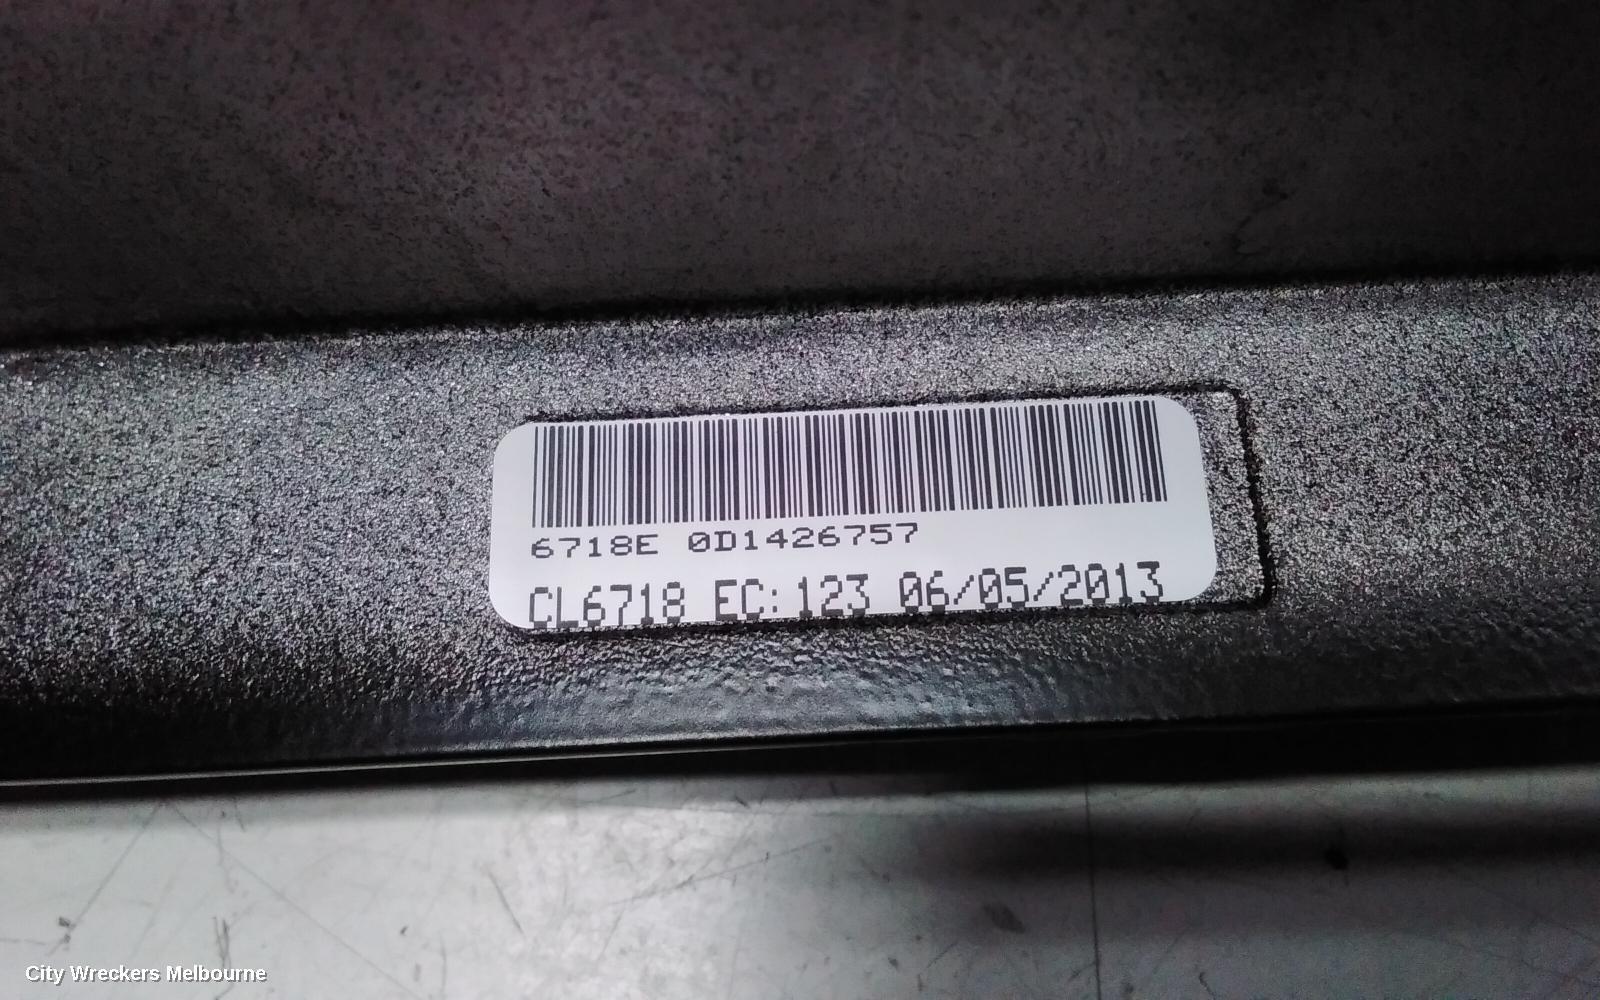 6718E 0D1426757
CL6718 EC: 123 06/05/2013
City Wreckers Melbourne